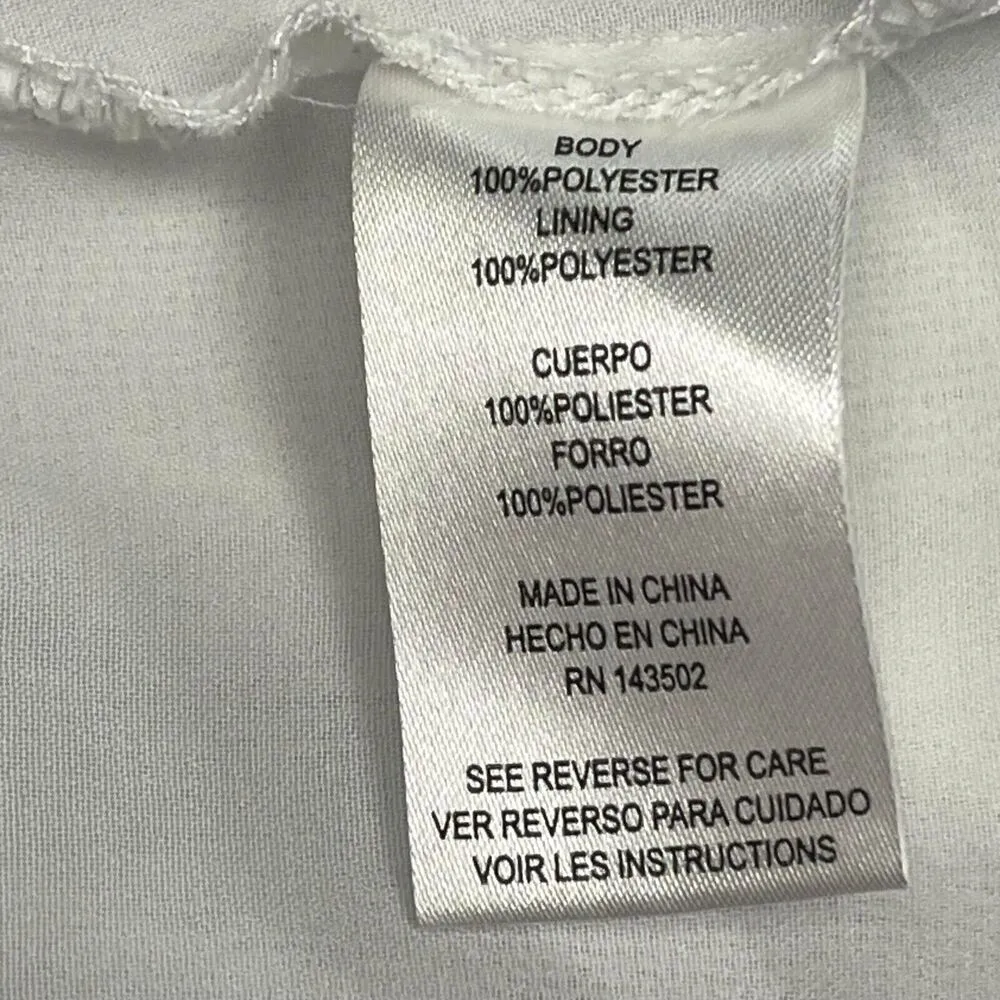 BODY
100%POLYESTER
LINING
100%POLYESTER
CUERPO
100%POLIESTER
FORRO
100%POLIESTER
MADE IN CHINA
HECHO EN CHINA
RN 143502
SEE REVERSE FOR CARE
VER REVERSO PARA CUIDADO
VOIR LES INSTRUCTIONS